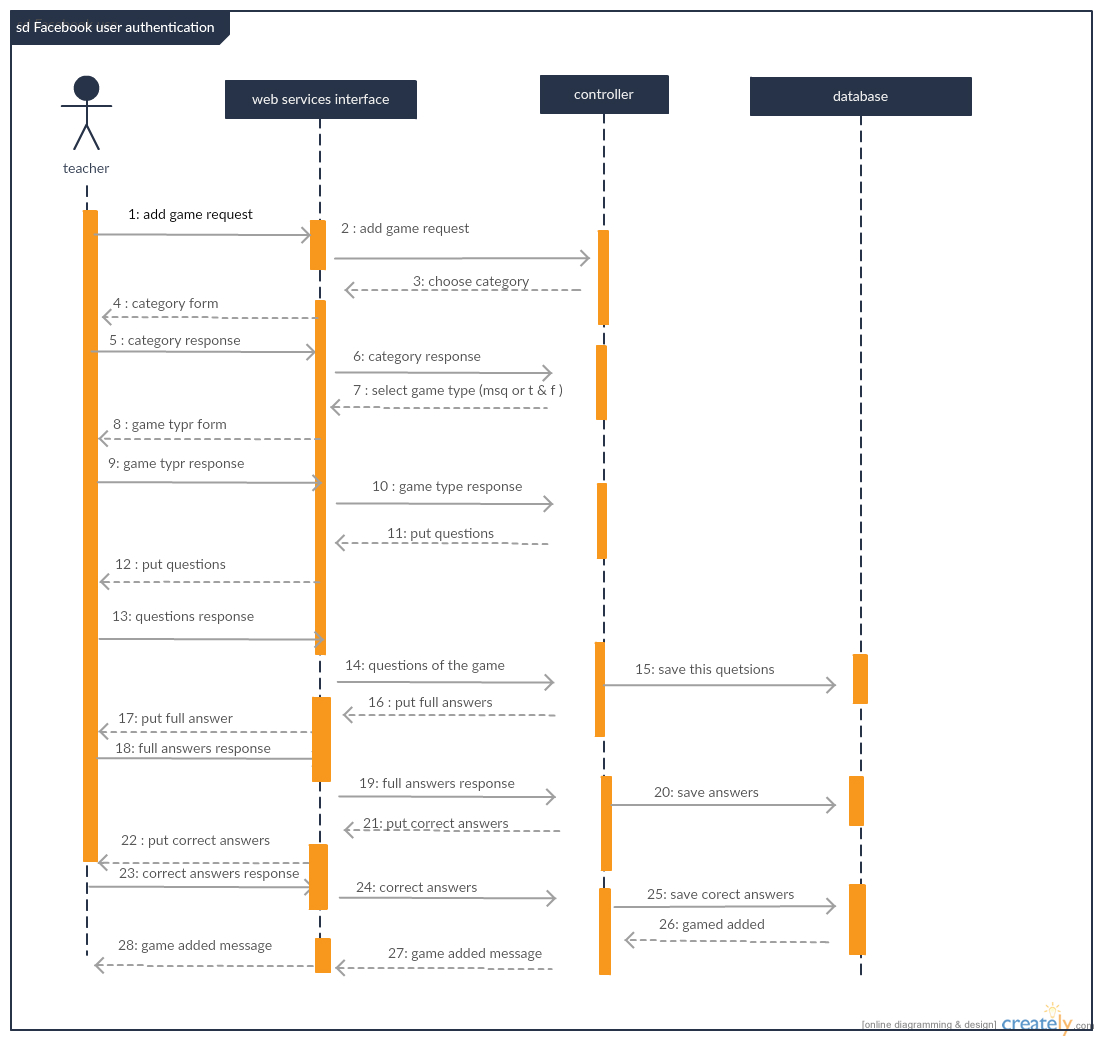 sd Facebook user authentication
web services interface
controller
database
teacher
1: add game request
2 : add game request
3: choose category
4 : category form
5 : category response
6: category response
7 : select game type (msq or t & f )
8 : game typr form
9: game typr response
10 : game type response
11: put questions
12 : put questions
13: questions response
14: questions of the game
15: save this quetsions
16 : put full answers
17: put full answer
18: full answers response
19: full answers response
20: save answers
21: put correct answers
22 : put correct answers
23: correct answers response
24: correct answers
25: save corect answers
26: gamed added
27: game added message
28: game added message
[online diagramming & design] creately.com